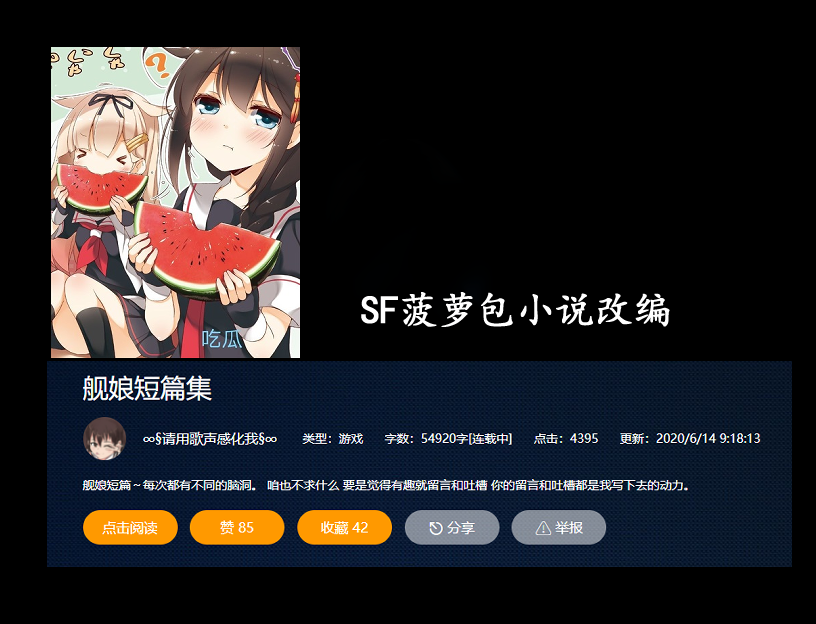 ?
吃瓜
SF菠萝包小说改编
舰娘短篇集
∞§请用歌声感化我§∞ 类型：游戏 字数：54920字[连载中] 点击：4395 更新：2020/6/14 9:18:13
舰娘短篇～每次都有不同的脑洞。 咱也不求什么 要是觉得有趣就留言和吐槽 你的留言和吐槽都是我写下去的动力。
点击阅读 赞 85 收藏 42 分享 举报